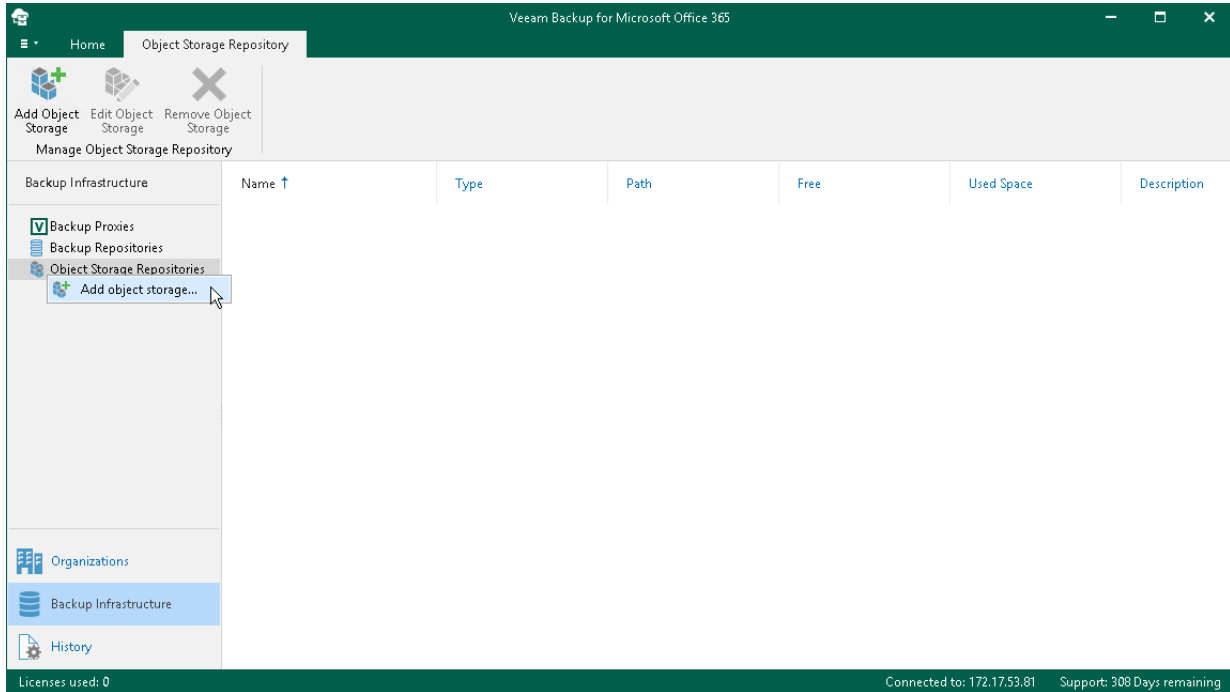 Veeam Backup for Microsoft Office 365
Home Object Storage Repository
Add Object Storage
Edit Object Storage
Remove Object Storage
Manage Object Storage Repository
Backup Infrastructure
Name Type Path Free Used Space Description
V Backup Proxies
Backup Repositories
Object Storage Repositories
Add object storage...
Organizations
Backup Infrastructure
History
Licenses used: 0 Connected to: 172.17.53.81 Support: 308 Days remaining